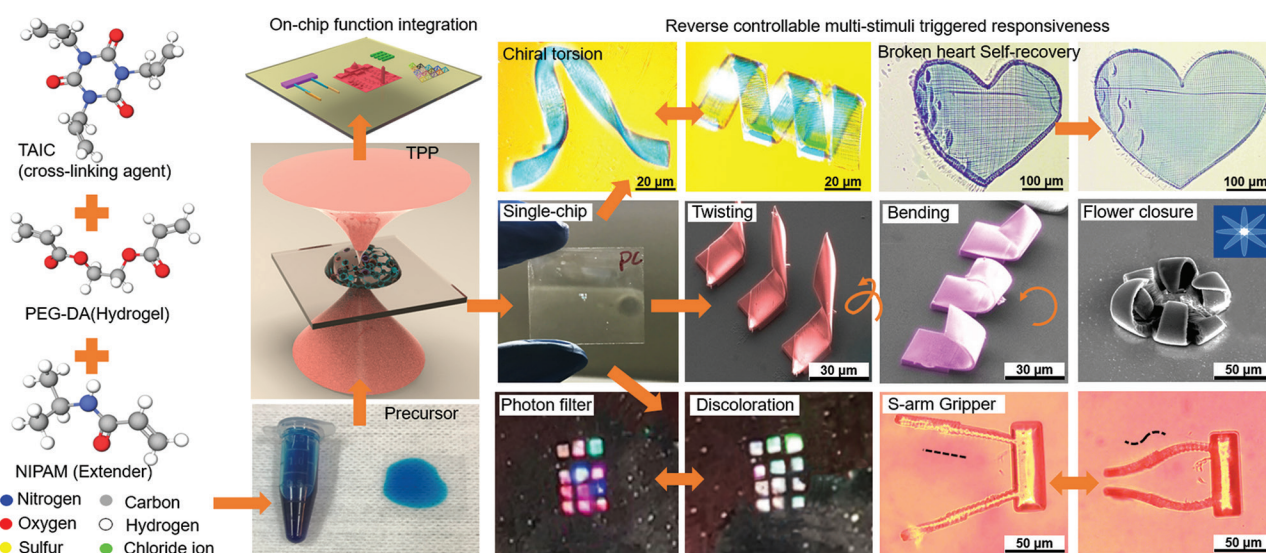 On-chip function integration
Reverse controllable multi-stimuli triggered responsiveness
TAIC
(cross-linking agent)
PEG-DA(Hydrogel)
NIPAM (Extender)
Nitrogen
Carbon
Oxygen
Hydrogen
Sulfur
Chloride ion
TPP
Precursor
Chiral torsion
20 μm
20 μm
Broken heart Self-recovery
100 μm
100 μm
Single-chip
PC
Twisting
30 μm
Bending
30 μm
Flower closure
50 μm
Photon filter
Discoloration
S-arm Gripper
50 μm
50 μm